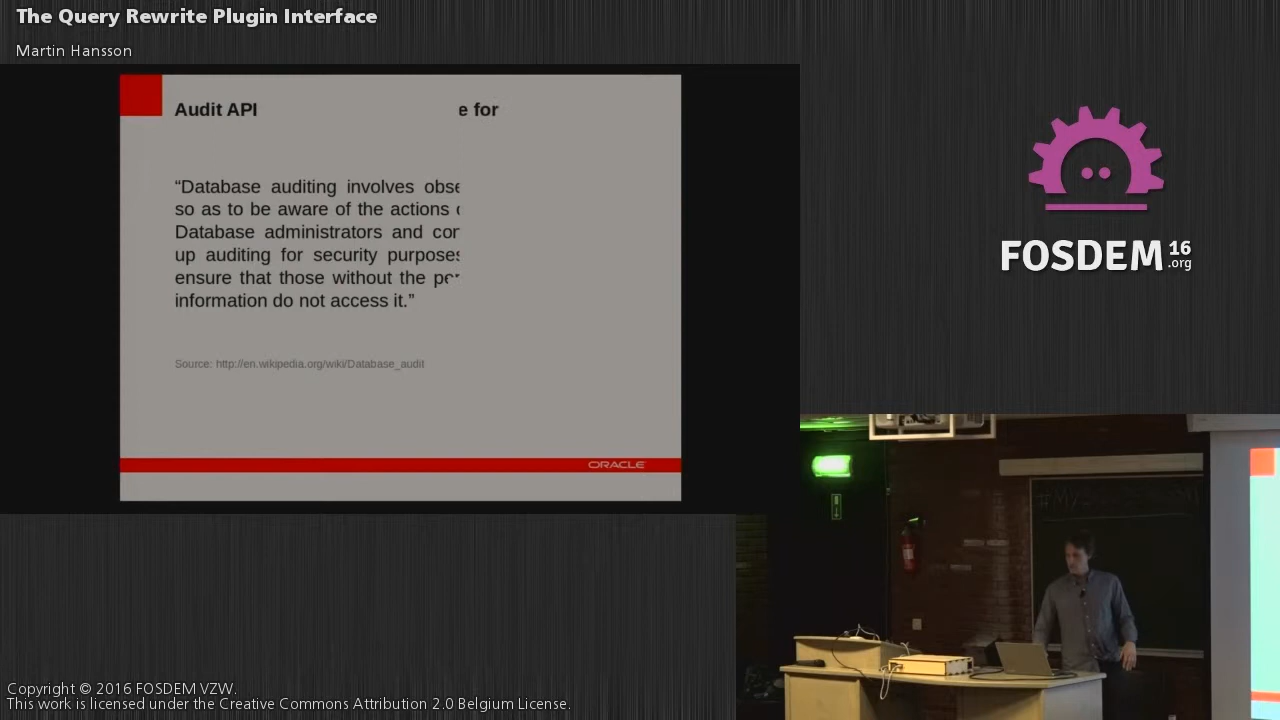 The Query Rewrite Plugin Interface
Martin Hansson
Audit API e for
“Database auditing involves obse
so as to be aware of the actions
Database administrators and con
up auditing for security purposes
ensure that those without the
information do not access it.”
Source: http://en.wikipedia.org/wiki/Database_audit
ORACLE
FOSDEM 16
.org
Copyright © 2016 FOSDEM VZW.
This work is licensed under the Creative Commons Attribution 2.0 Belgium License.